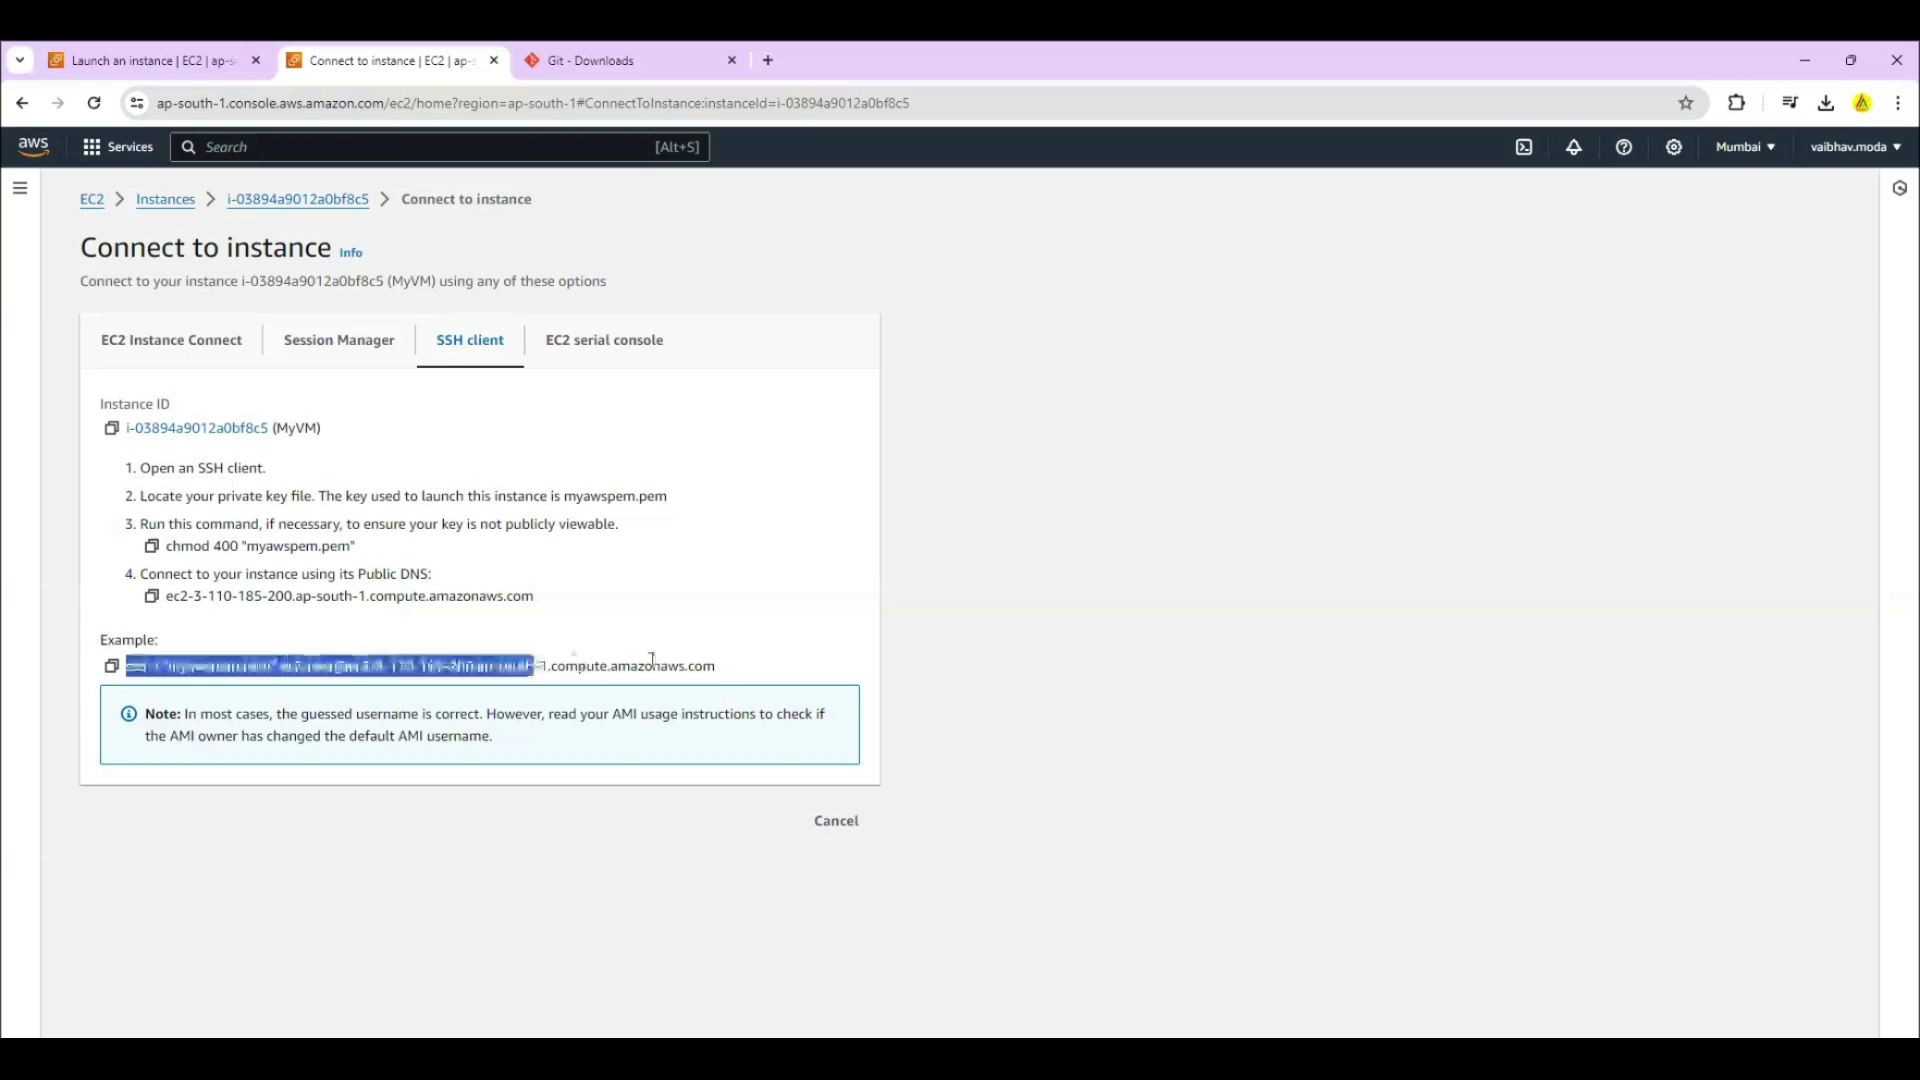 Launch an instance | EC2 | ap-s
Connect to instance | EC2 | ap-s
Git - Downloads
ap-south-1.console.aws.amazon.com/ec2/home?region=ap-south-1#ConnectToInstance:instanceId=i-03894a9012a0bf8c5
aws
Services
Search
[Alt+S]
Mumbai
vaibhav.moda
EC2
Instances
i-03894a9012a0bf8c5
Connect to instance
Connect to instance Info
Connect to your instance i-03894a9012a0bf8c5 (MyVM) using any of these options
EC2 Instance Connect
Session Manager
SSH client
EC2 serial console
Instance ID
i-03894a9012a0bf8c5 (MyVM)
1. Open an SSH client.
2. Locate your private key file. The key used to launch this instance is myawspem.pem
3. Run this command, if necessary, to ensure your key is not publicly viewable.
chmod 400 "myawspem.pem"
4. Connect to your instance using its Public DNS:
ec2-3-110-185-200.ap-south-1.compute.amazonaws.com
Example:
1.compute.amazonaws.com
Note: In most cases, the guessed username is correct. However, read your AMI usage instructions to check if
the AMI owner has changed the default AMI username.
Cancel